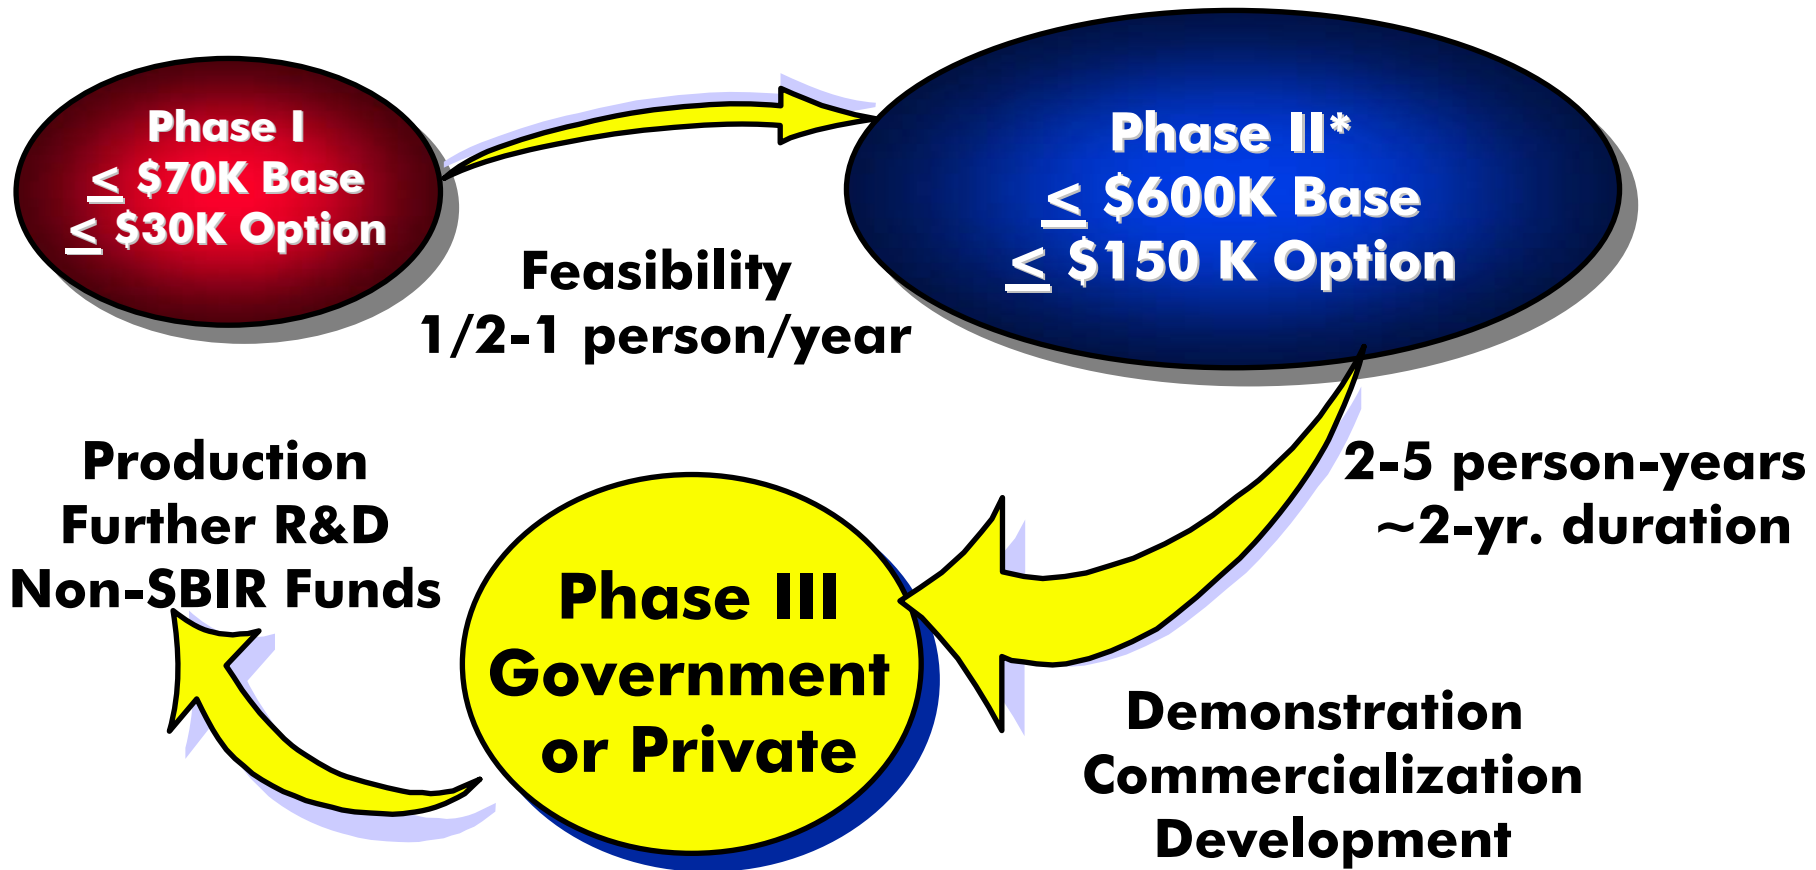 Phase I
≤ $70K Base
≤ $30K Option
Feasibility
1/2-1 person/year
Phase II*
≤ $600K Base
≤ $150 K Option
2-5 person-years
~2-yr. duration
Demonstration
Commercialization
Development
Phase III
Government
or Private
Production
Further R&D
Non-SBIR Funds